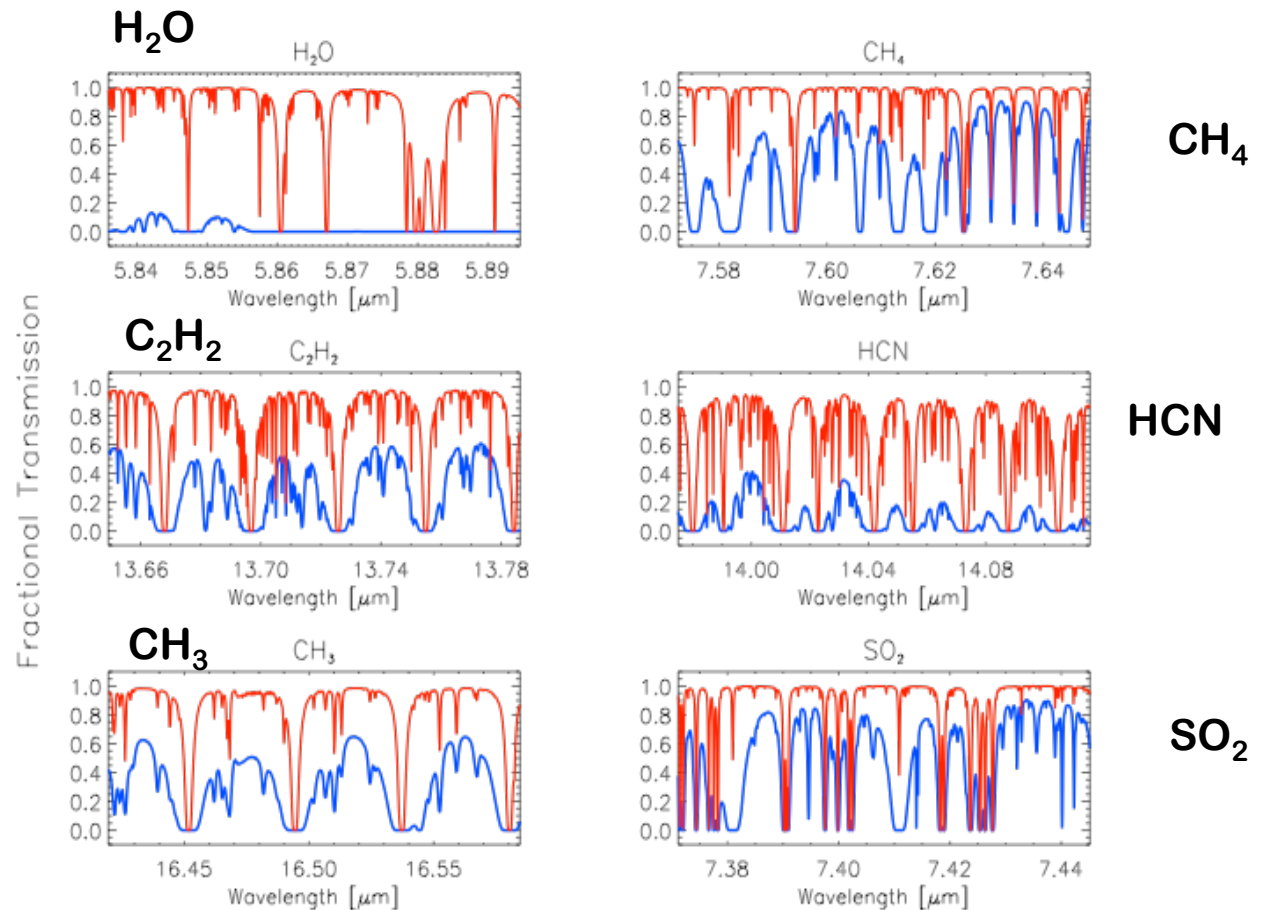 H₂O
H₂O
1.0
0.8
0.6
0.4
0.2
0.0
5.84 5.85 5.86 5.87 5.88 5.89
Wavelength [μm]
CH₄
CH₄
1.0
0.8
0.6
0.4
0.2
0.0
7.58 7.60 7.62 7.64
Wavelength [μm]
Fractional Transmission
C₂H₂
C₂H₂
1.0
0.8
0.6
0.4
0.2
0.0
13.66 13.70 13.74 13.78
Wavelength [μm]
HCN
HCN
1.0
0.8
0.6
0.4
0.2
0.0
14.00 14.04 14.08
Wavelength [μm]
CH₃
CH₃
1.0
0.8
0.6
0.4
0.2
0.0
16.45 16.50 16.55
Wavelength [μm]
SO₂
SO₂
1.0
0.8
0.6
0.4
0.2
0.0
7.38 7.40 7.42 7.44
Wavelength [μm]